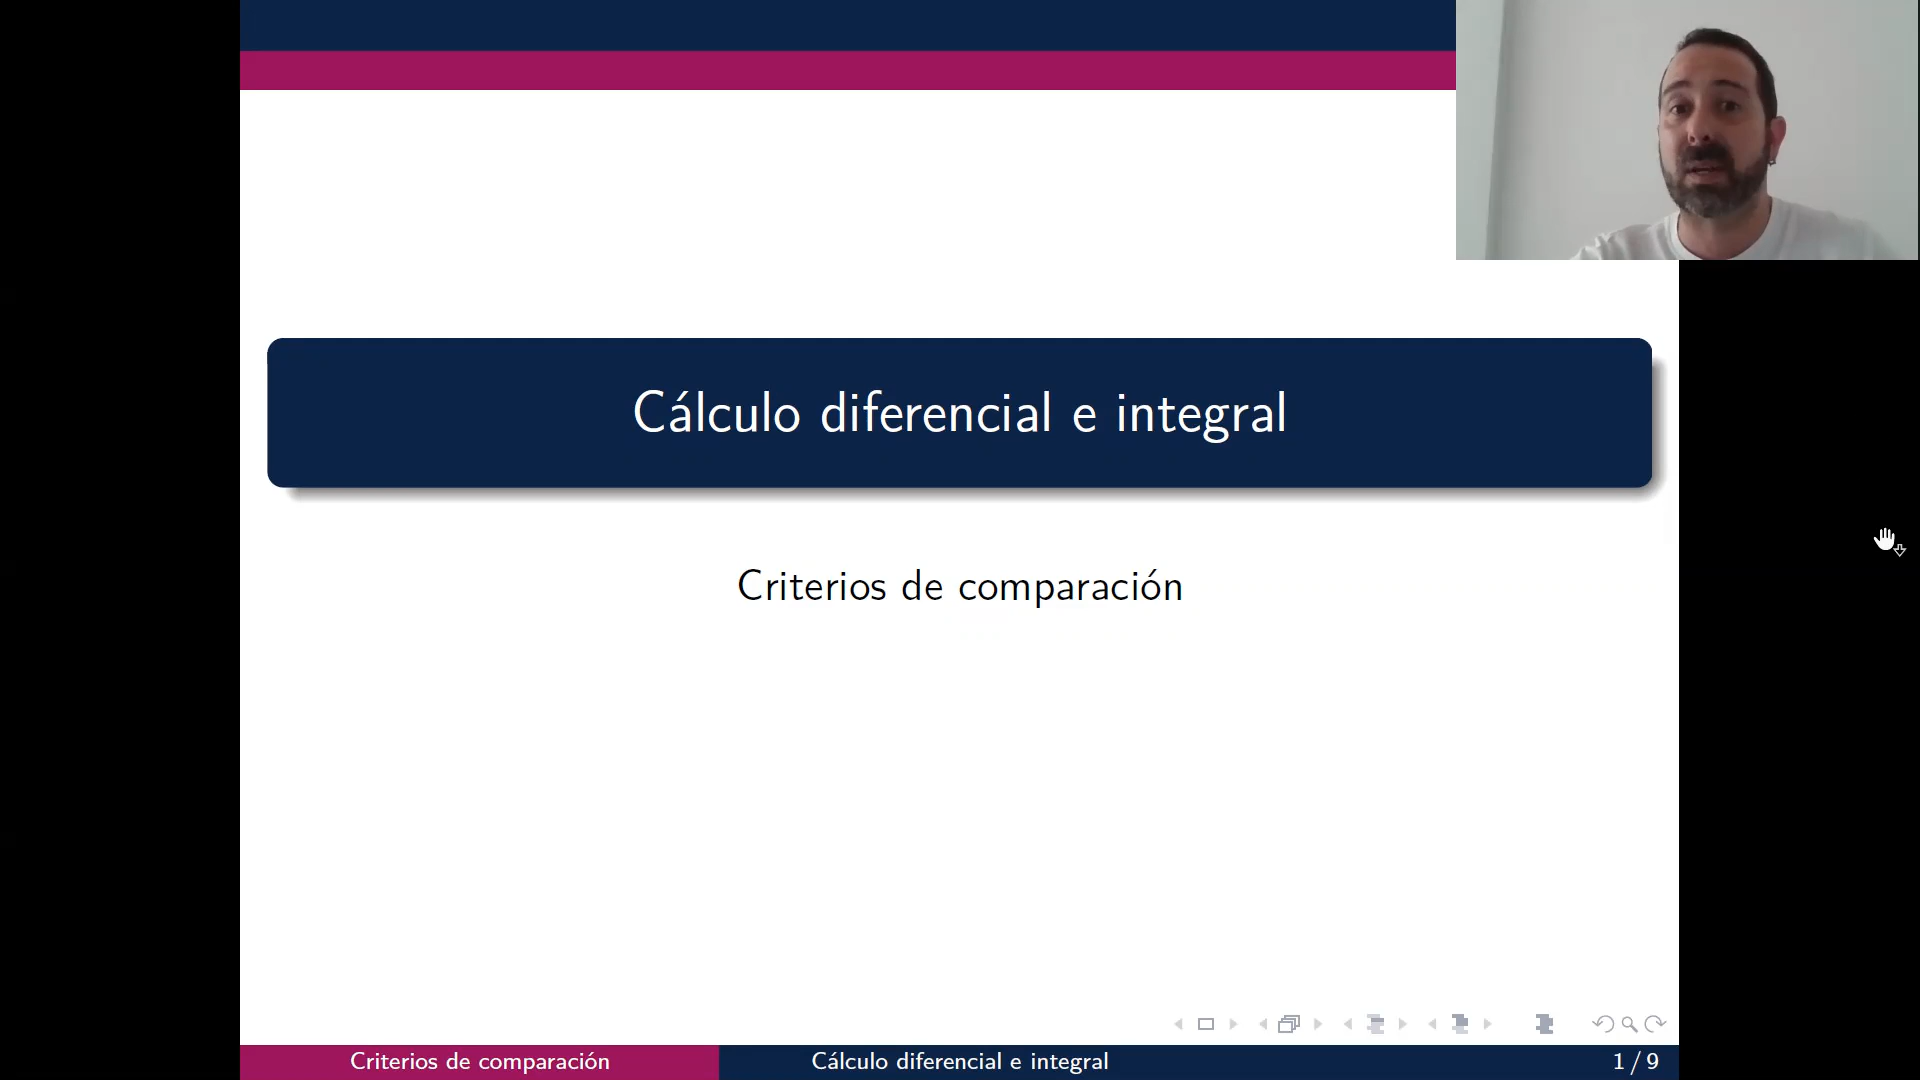 Cálculo diferencial e integral
Criterios de comparación
Criterios de comparación
Cálculo diferencial e integral
1 / 9